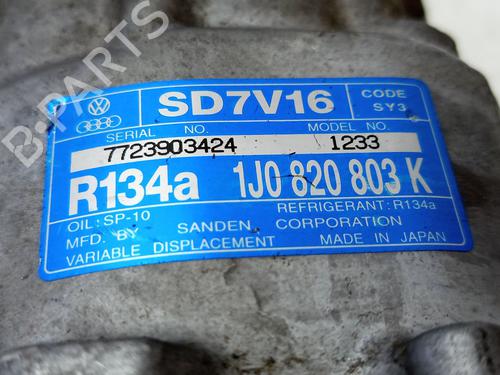 B-PARTS
SD7V16
CODE
SY3
SERIAL NO.
MODEL NO.
7723903424
1233
R134a
1J0 820 803 K
OIL: SP-10
REFRIGERANT: R134a
MFD. BY SANDEN CORPORATION
VARIABLE DISPLACEMENT MADE IN JAPAN